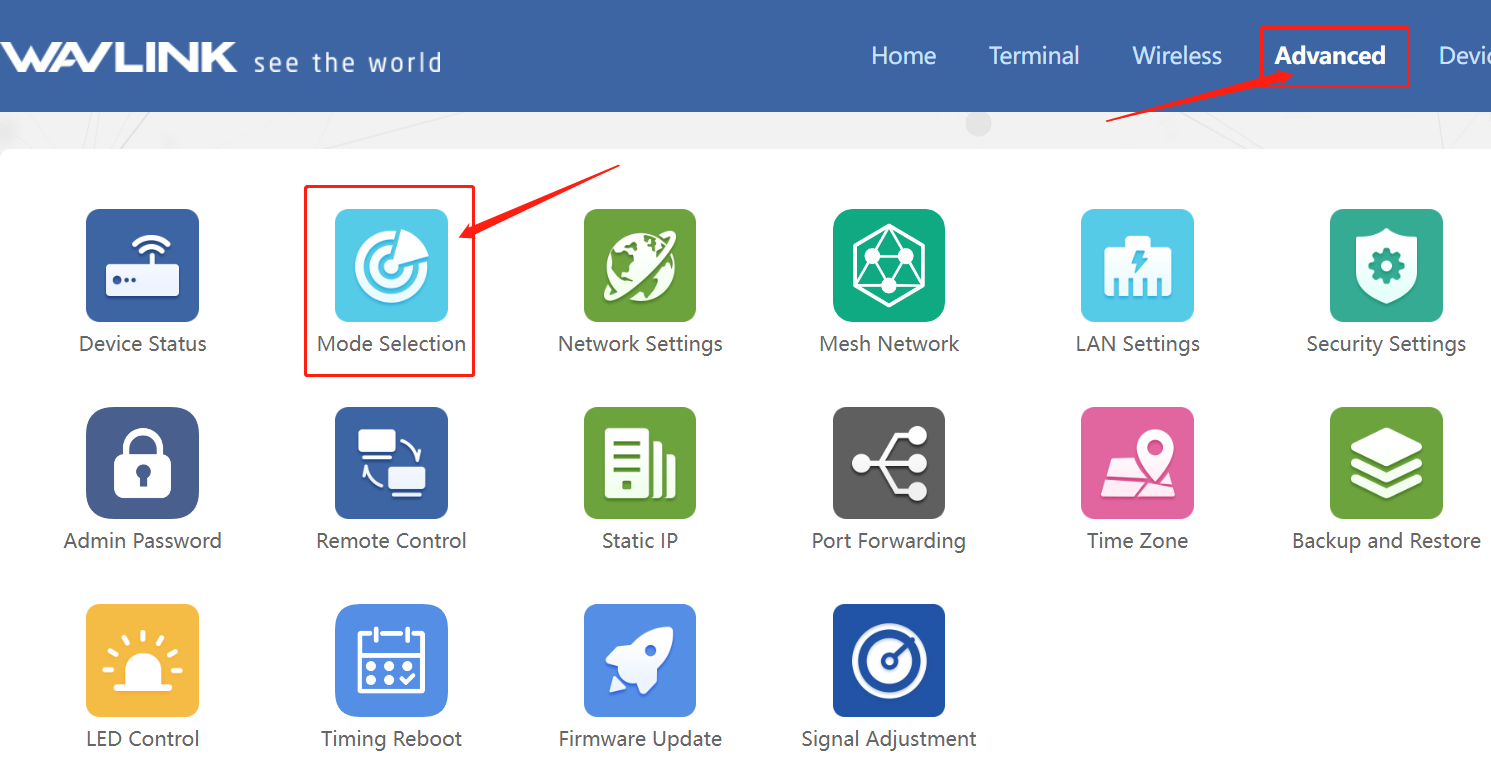 WAVLINK see the world
Home Terminal Wireless Advanced
Device Status Mode Selection Network Settings Mesh Network LAN Settings Security Settings
Admin Password Remote Control Static IP Port Forwarding Time Zone Backup and Restore
LED Control Timing Reboot Firmware Update Signal Adjustment